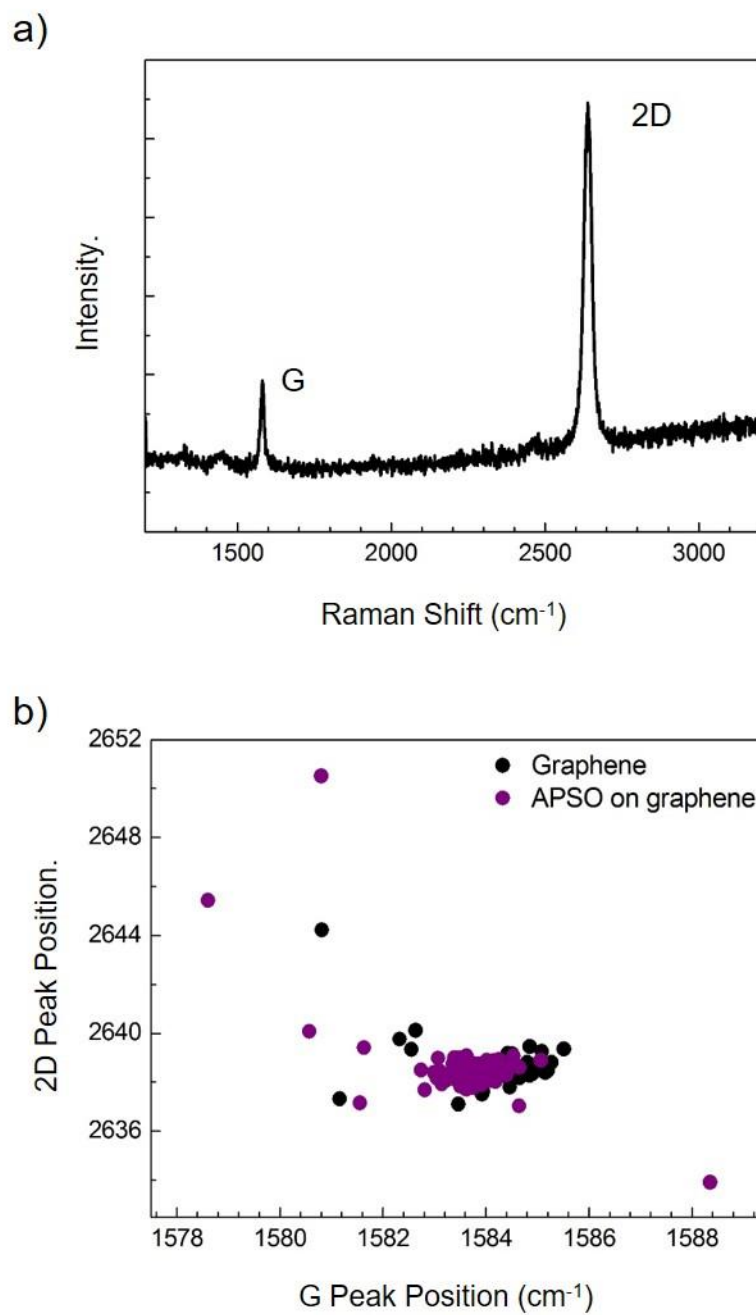 a)
2D
G
Intensity.
1500 2000 2500 3000
Raman Shift (cm-1)
b)
2652
2648
2644
2640
2636
Graphene
APSO on graphene
2D Peak Position.
1578 1580 1582 1584 1586 1588
G Peak Position (cm-1)